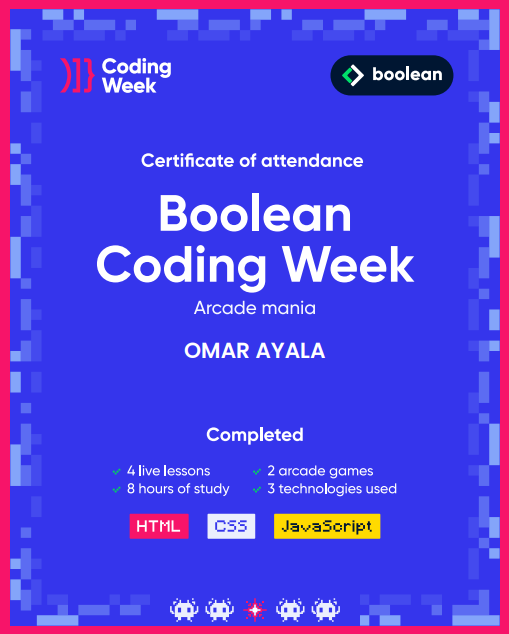 Coding
Week
boolean
Certificate of attendance
Boolean
Coding Week
Arcade mania
OMAR AYALA
Completed
4 live lessons
2 arcade games
8 hours of study
3 technologies used
HTML
CSS
JavaScript